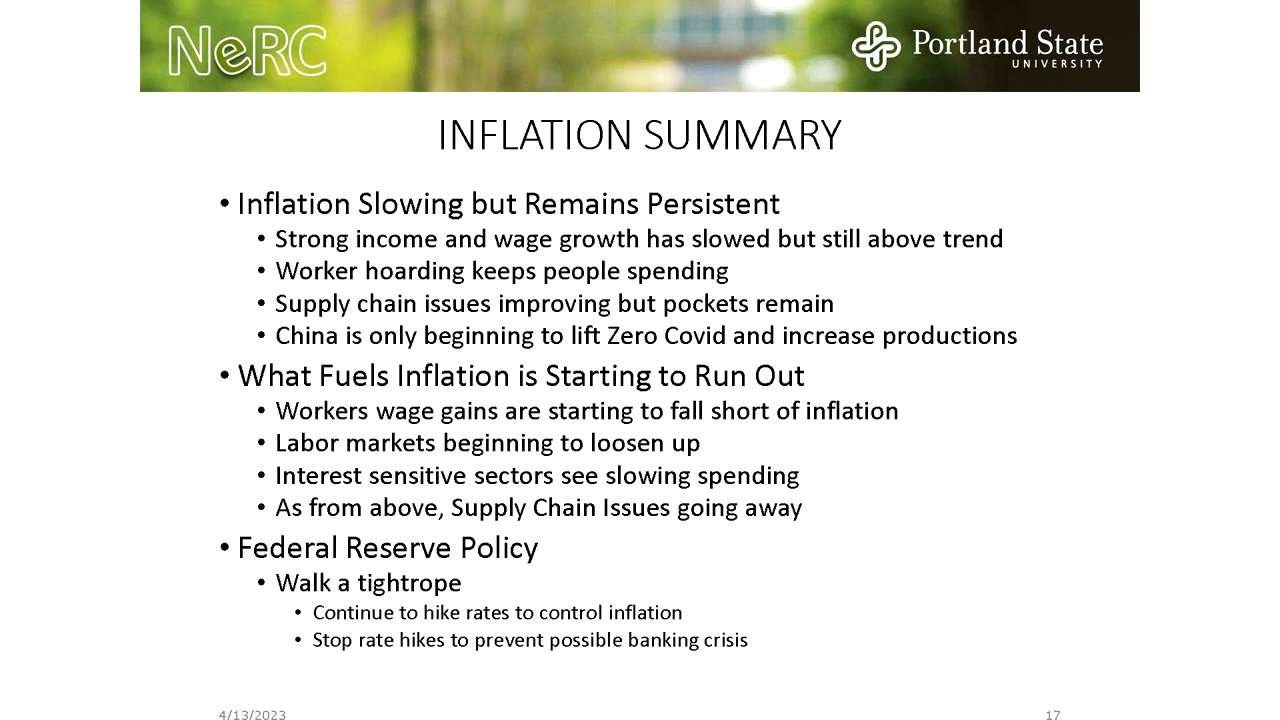 NeRC
Portland State
UNIVERSITY
INFLATION SUMMARY
• Inflation Slowing but Remains Persistent
• Strong income and wage growth has slowed but still above trend
• Worker hoarding keeps people spending
• Supply chain issues improving but pockets remain
• China is only beginning to lift Zero Covid and increase productions
• What Fuels Inflation is Starting to Run Out
• Workers wage gains are starting to fall short of inflation
• Labor markets beginning to loosen up
• Interest sensitive sectors see slowing spending
• As from above, Supply Chain Issues going away
• Federal Reserve Policy
• Walk a tightrope
• Continue to hike rates to control inflation
• Stop rate hikes to prevent possible banking crisis
4/13/2023
17